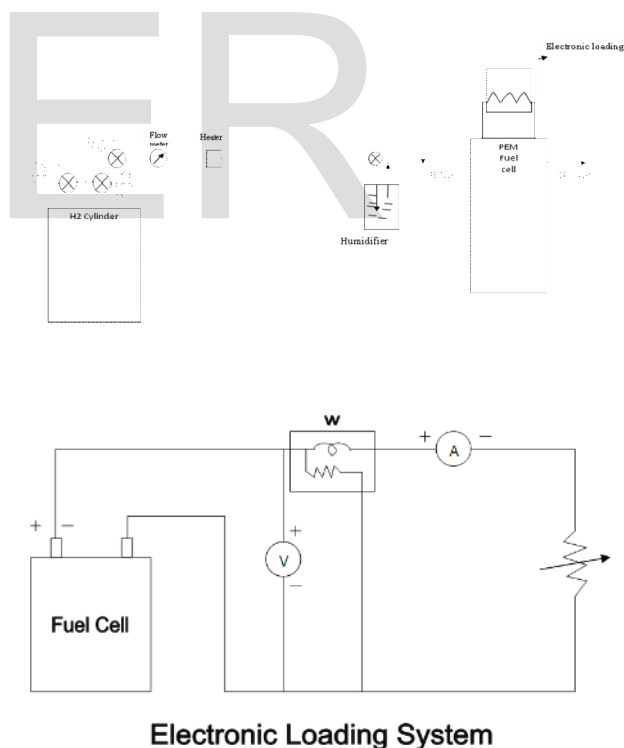 ER
Electronic loading
Flow
meter
Heater
PEM
Fuel
cell
H2 Cylinder
Humidifier
W
+ A −
+ −
+
V
−
Fuel Cell
Electronic Loading System